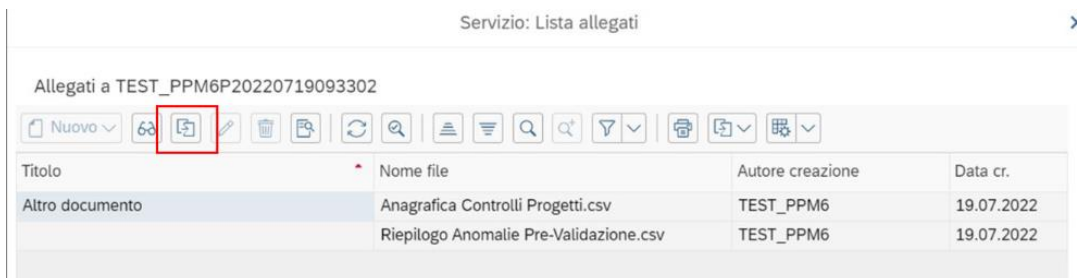 Servizio: Lista allegati
Allegati a TEST_PPM6P20220719093302
Nuovo
Titolo Nome file Autore creazione Data cr.
Altro documento Anagrafica Controlli Progetti.csv TEST_PPM6 19.07.2022
Riepilogo Anomalie Pre-Validazione.csv TEST_PPM6 19.07.2022